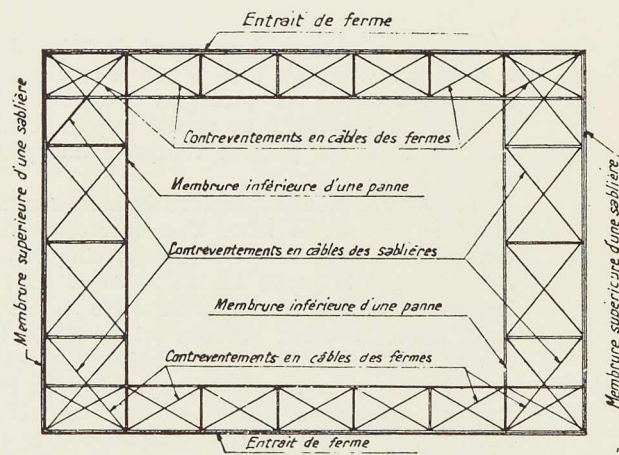 Entrait de ferme
Membrure supérieure d'une sablière
Contreventements en câbles des fermes
Membrure inférieure d'une panne
Contreventements en câbles des sablières
Membrure inférieure d'une panne
Contreventements en câbles des fermes
Entrait de ferme
Membrure supérieure d'une sablière